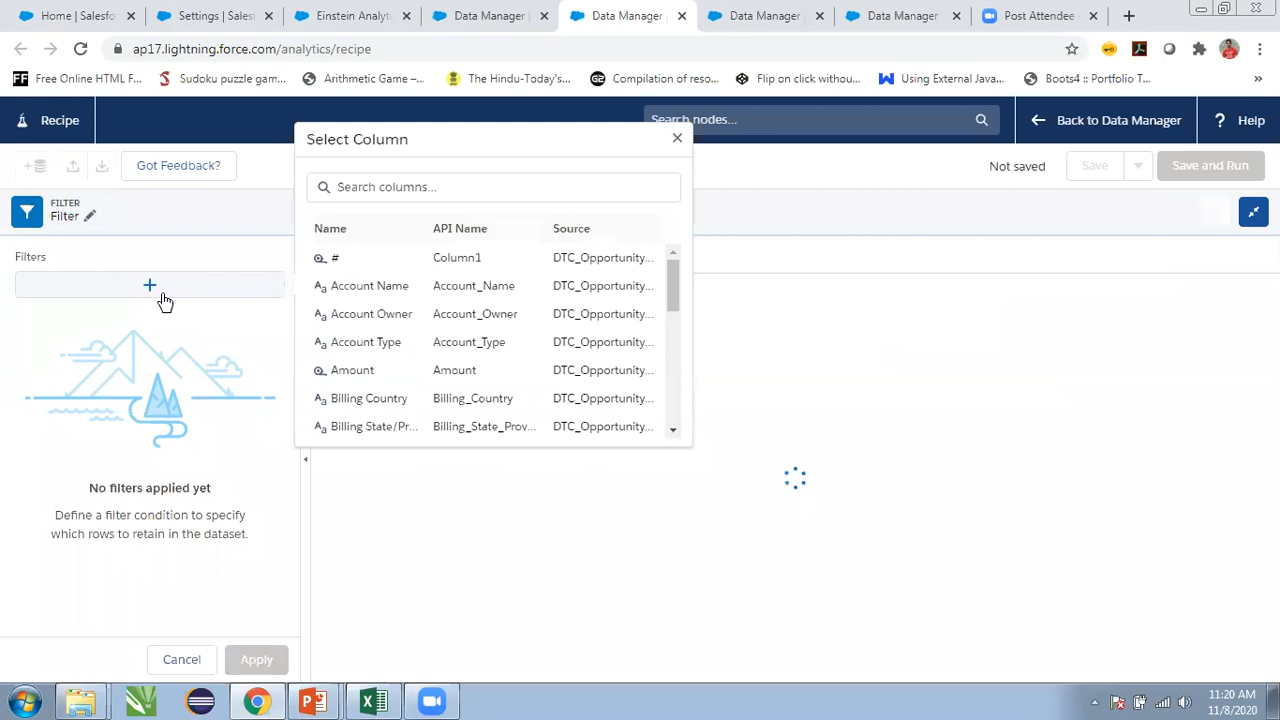 Home | Salesfo
Settings | Salesf
Einstein Analyt
Data Manager
Data Manager
Data Manager
Data Manager
Post Attendee -
ap17.lightning.force.com/analytics/recipe
Free Online HTML F...
Sudoku puzzle gam...
Arithmetic Game –...
The Hindu-Today's...
Compilation of reso...
Flip on click withou...
Using External Java...
Boots4 :: Portfolio T...
Recipe
Search nodes...
Back to Data Manager
Help
Got Feedback?
Not saved
Save
Save and Run
FILTER
Filter
Filters
No filters applied yet
Define a filter condition to specify
which rows to retain in the dataset.
Cancel
Apply
Select Column
Search columns...
Name API Name Source
# Column1 DTC_Opportunity...
Account Name Account_Name DTC_Opportunity...
Account Owner Account_Owner DTC_Opportunity...
Account Type Account_Type DTC_Opportunity...
Amount Amount DTC_Opportunity...
Billing Country Billing_Country DTC_Opportunity...
Billing State/Pr... Billing_State_Prov... DTC_Opportunity...
11:20 AM
11/8/2020